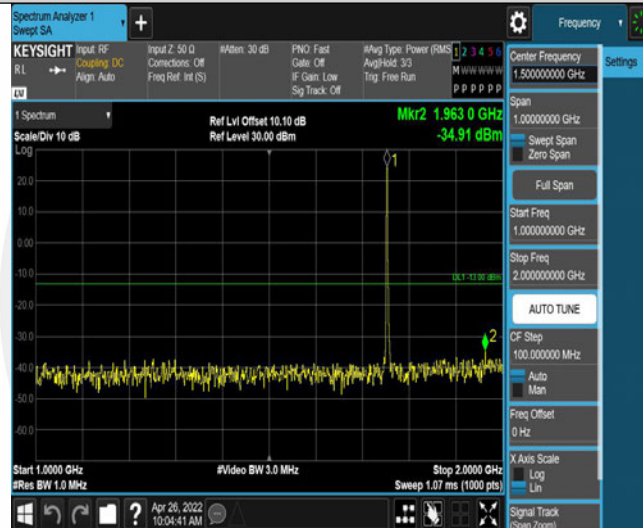 Spectrum Analyzer 1
Swept SA
+
Frequency
KEYSIGHT
Input: RF
Input Z: 50 Ω
#Atten: 30 dB
PNO: Fast
#Avg Type: Power (RMS
1 2 3 4 5 6
RL
Coupling: DC
Corrections: Off
Gate: Off
Avg|Hold: 3/3
M W W W W W
Align: Auto
Freq Ref: Int (S)
IF Gain: Low
Trig: Free Run
P P P P P P
Sig Track: Off
LXI
1 Spectrum
Ref Lvl Offset 10.10 dB
Mkr2 1.963 0 GHz
Scale/Div 10 dB
Ref Level 30.00 dBm
-34.91 dBm
Log
1
20.0
10.0
0.00
-10.0
DL1 -13.00 dBm
-20.0
-30.0
2
-40.0
-50.0
-60.0
Start 1.0000 GHz
#Video BW 3.0 MHz
Stop 2.0000 GHz
#Res BW 1.0 MHz
Sweep 1.07 ms (1000 pts)
?
Apr 26, 2022
10:04:41 AM
Center Frequency
1.500000000 GHz
Settings
Span
1.00000000 GHz
Swept Span
Zero Span
Full Span
Start Freq
1.000000000 GHz
Stop Freq
2.000000000 GHz
AUTO TUNE
CF Step
100.000000 MHz
Auto
Man
Freq Offset
0 Hz
X Axis Scale
Log
Lin
Signal Track
(Span Zoom)